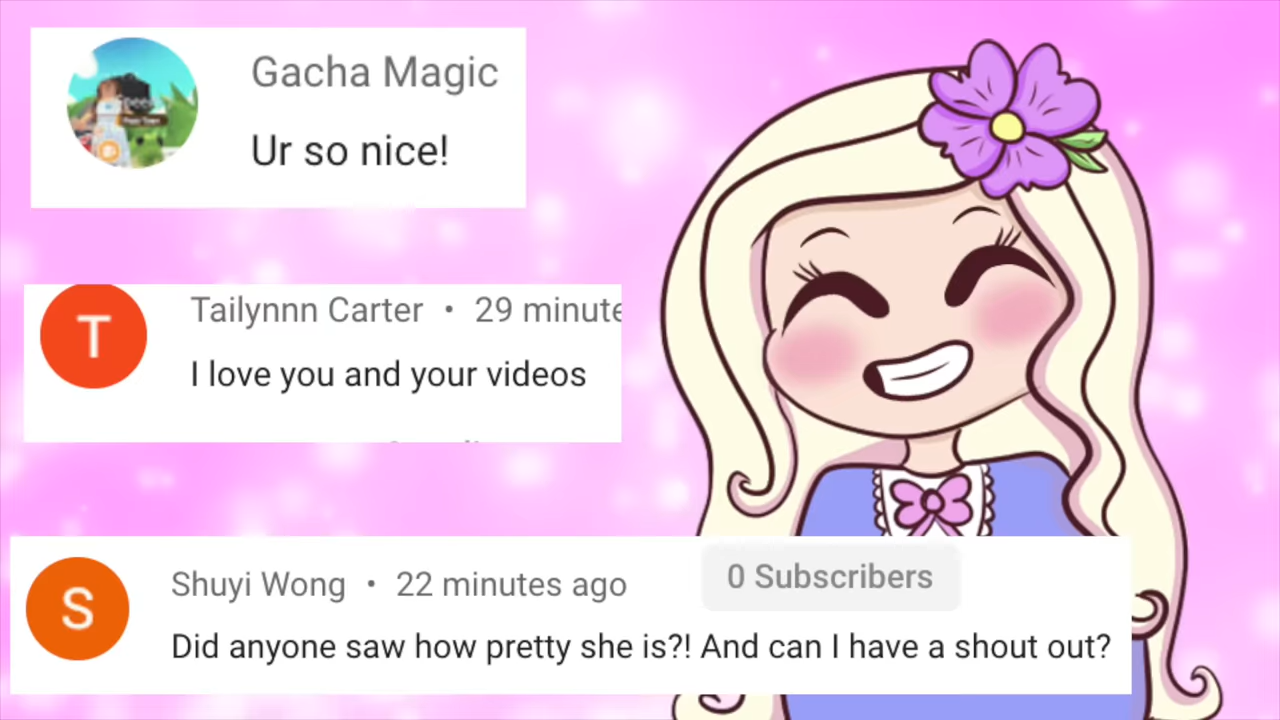 Gacha Magic
Ur so nice!
T
Tailynnn Carter • 29 minute
I love you and your videos
S
Shuyi Wong • 22 minutes ago
0 Subscribers
Did anyone saw how pretty she is?! And can I have a shout out?